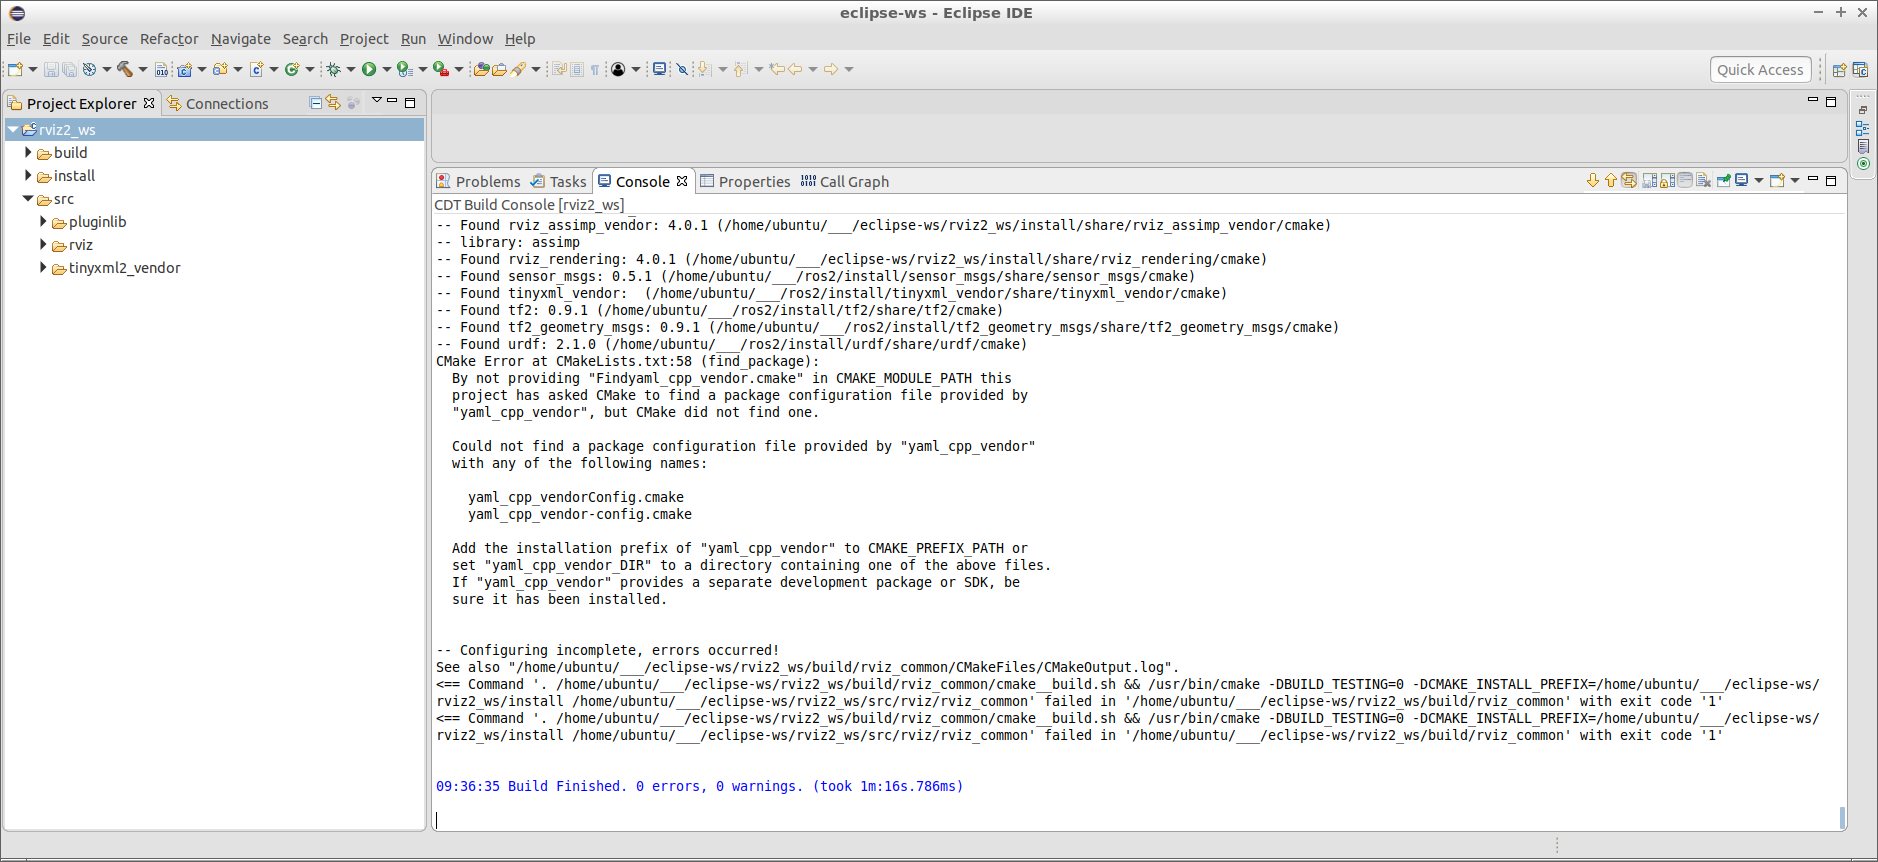 eclipse-ws - Eclipse IDE
File Edit Source Refactor Navigate Search Project Run Window Help
Quick Access
Project Explorer Connections
rviz2_ws
build
install
src
pluginlib
rviz
tinyxml2_vendor
Problems Tasks Console Properties Call Graph
CDT Build Console [rviz2_ws]
-- Found rviz_assimp_vendor: 4.0.1 (/home/ubuntu/___/eclipse-ws/rviz2_ws/install/share/rviz_assimp_vendor/cmake)
-- library: assimp
-- Found rviz_rendering: 4.0.1 (/home/ubuntu/___/eclipse-ws/rviz2_ws/install/share/rviz_rendering/cmake)
-- Found sensor_msgs: 0.5.1 (/home/ubuntu/___/ros2/install/sensor_msgs/share/sensor_msgs/cmake)
-- Found tinyxml_vendor:  (/home/ubuntu/___/ros2/install/tinyxml_vendor/share/tinyxml_vendor/cmake)
-- Found tf2: 0.9.1 (/home/ubuntu/___/ros2/install/tf2/share/tf2/cmake)
-- Found tf2_geometry_msgs: 0.9.1 (/home/ubuntu/___/ros2/install/tf2_geometry_msgs/share/tf2_geometry_msgs/cmake)
-- Found urdf: 2.1.0 (/home/ubuntu/___/ros2/install/urdf/share/urdf/cmake)
CMake Error at CMakeLists.txt:58 (find_package):
By not providing "Findyaml_cpp_vendor.cmake" in CMAKE_MODULE_PATH this
project has asked CMake to find a package configuration file provided by
"yaml_cpp_vendor", but CMake did not find one.
Could not find a package configuration file provided by "yaml_cpp_vendor"
with any of the following names:
yaml_cpp_vendorConfig.cmake
yaml_cpp_vendor-config.cmake
Add the installation prefix of "yaml_cpp_vendor" to CMAKE_PREFIX_PATH or
set "yaml_cpp_vendor_DIR" to a directory containing one of the above files.
If "yaml_cpp_vendor" provides a separate development package or SDK, be
sure it has been installed.
-- Configuring incomplete, errors occurred!
See also "/home/ubuntu/___/eclipse-ws/rviz2_ws/build/rviz_common/CMakeFiles/CMakeOutput.log".
<== Command '. /home/ubuntu/___/eclipse-ws/rviz2_ws/build/rviz_common/cmake__build.sh && /usr/bin/cmake -DBUILD_TESTING=0 -DCMAKE_INSTALL_PREFIX=/home/ubuntu/___/eclipse-ws/
rviz2_ws/install /home/ubuntu/___/eclipse-ws/rviz2_ws/src/rviz/rviz_common' failed in '/home/ubuntu/___/eclipse-ws/rviz2_ws/build/rviz_common' with exit code '1'
<== Command '. /home/ubuntu/___/eclipse-ws/rviz2_ws/build/rviz_common/cmake__build.sh && /usr/bin/cmake -DBUILD_TESTING=0 -DCMAKE_INSTALL_PREFIX=/home/ubuntu/___/eclipse-ws/
rviz2_ws/install /home/ubuntu/___/eclipse-ws/rviz2_ws/src/rviz/rviz_common' failed in '/home/ubuntu/___/eclipse-ws/rviz2_ws/build/rviz_common' with exit code '1'
09:36:35 Build Finished. 0 errors, 0 warnings. (took 1m:16s.786ms)